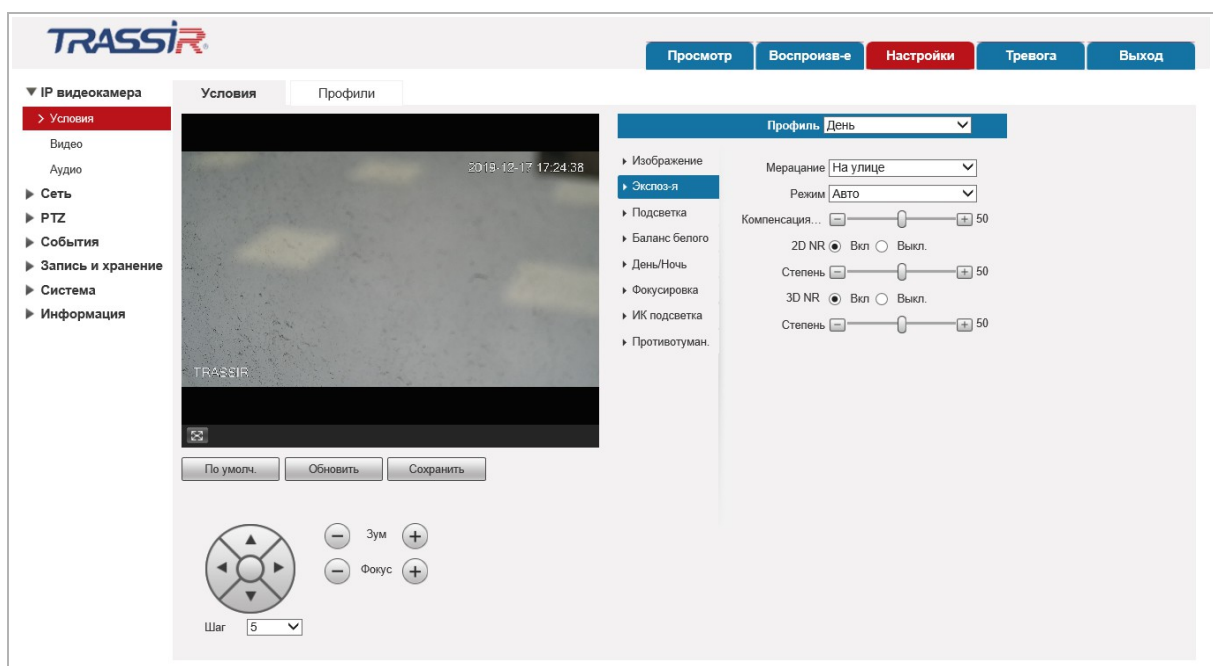 TRASSIR
Просмотр
Воспроизв-е
Настройки
Тревога
Выход
IP видеокамера
Условия
Видео
Аудио
Сеть
PTZ
События
Запись и хранение
Система
Информация
Условия
Профили
2019-12-17 17:24:38
TRASSIR
По умолч.
Обновить
Сохранить
Зум
Фокус
Шаг 5
Профиль День
Изображение
Экспоз-я
Подсветка
Баланс белого
День/Ночь
Фокусировка
ИК подсветка
Противотуман.
Мерацание На улице
Режим Авто
Компенсация... 50
2D NR Вкл Выкл.
Степень 50
3D NR Вкл Выкл.
Степень 50